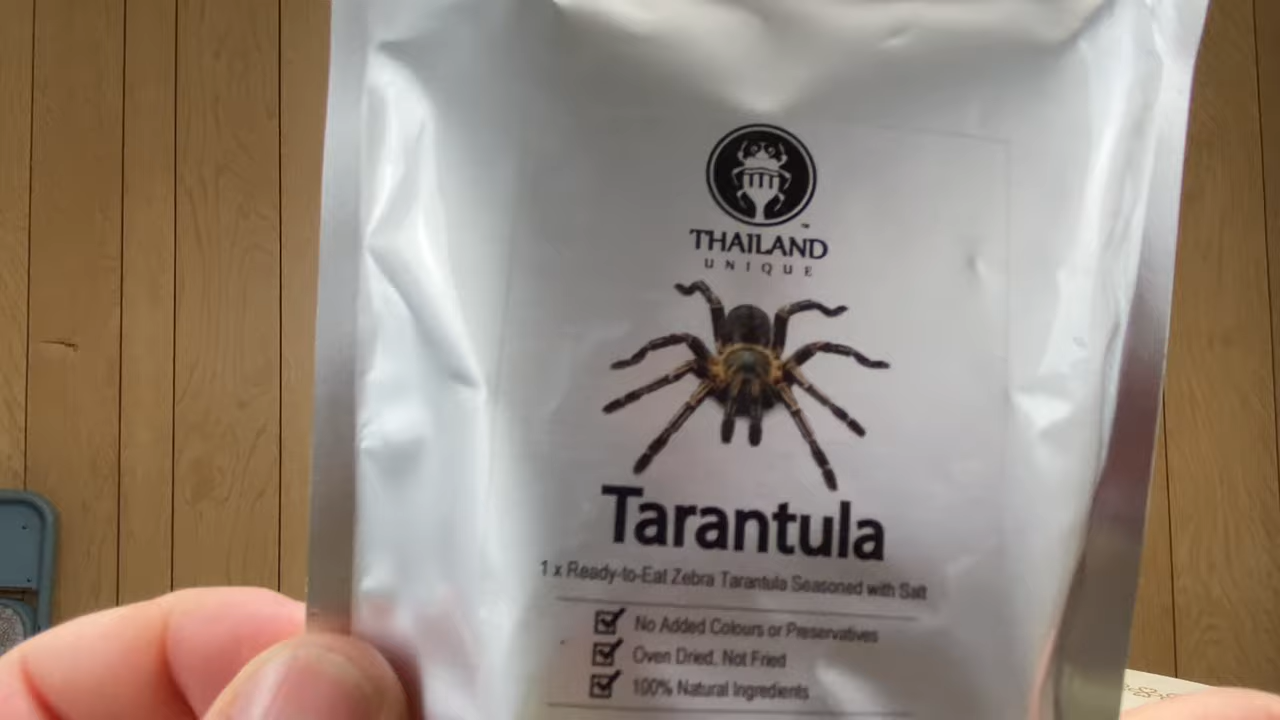 THAILAND
UNIQUE
Tarantula
1 x Ready-to-Eat Zebra Tarantula Seasoned with Salt
No Added Colours or Preservatives
Oven Dried, Not Fried
100% Natural Ingredients